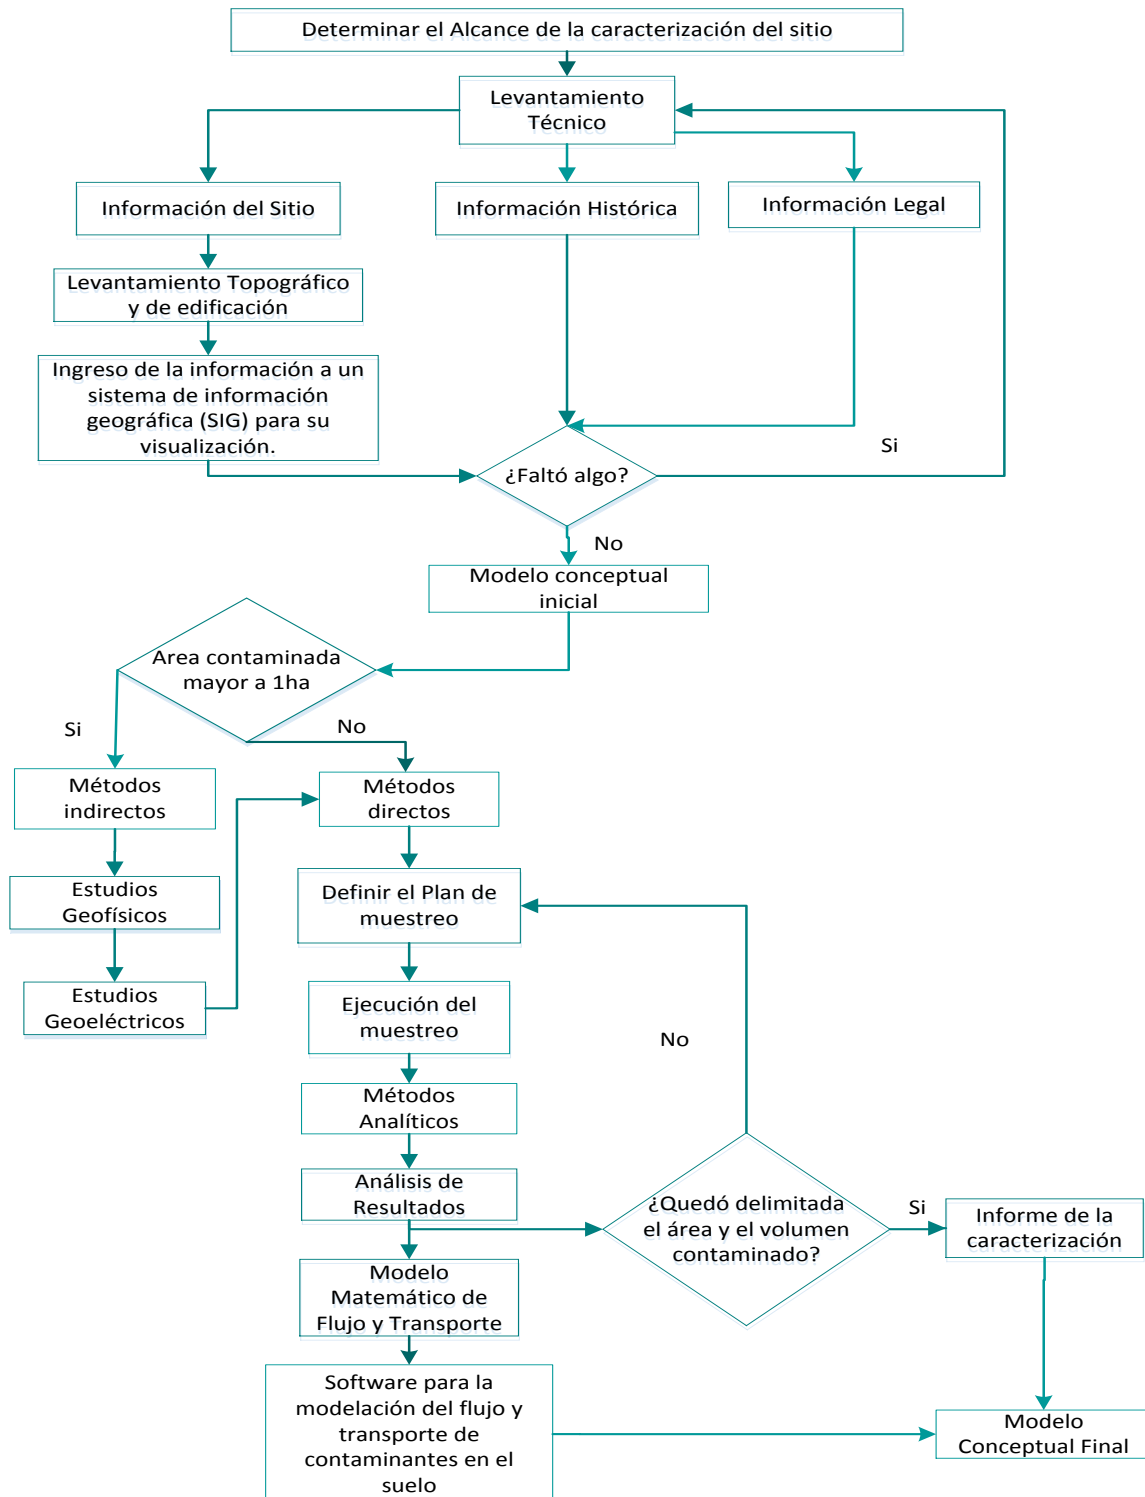 Determinar el Alcance de la caracterización del sitio
Levantamiento
Técnico
Información del Sitio
Información Histórica
Información Legal
Levantamiento Topográfico
y de edificación
Ingreso de la información a un
sistema de información
geográfica (SIG) para su
visualización.
¿Faltó algo?
Si
No
Modelo conceptual
inicial
Area contaminada
mayor a 1ha
Si
No
Métodos
indirectos
Métodos
directos
Estudios
Geofísicos
Definir el Plan de
muestreo
Estudios
Geoeléctricos
Ejecución del
muestreo
No
Métodos
Analíticos
Análisis de
Resultados
¿Quedó delimitada
el área y el volumen
contaminado?
Si
Informe de la
caracterización
Modelo
Matemático de
Flujo y Transporte
Software para la
modelación del flujo y
transporte de
contaminantes en el
suelo
Modelo
Conceptual Final